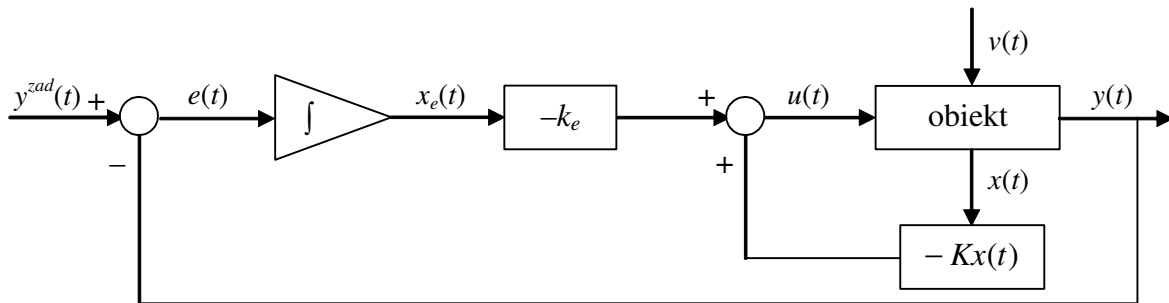 v(t)
y^{zad}(t) +
e(t)
∫
x_e(t)
−k_e
+
u(t)
obiekt
y(t)
−
+
x(t)
− Kx(t)